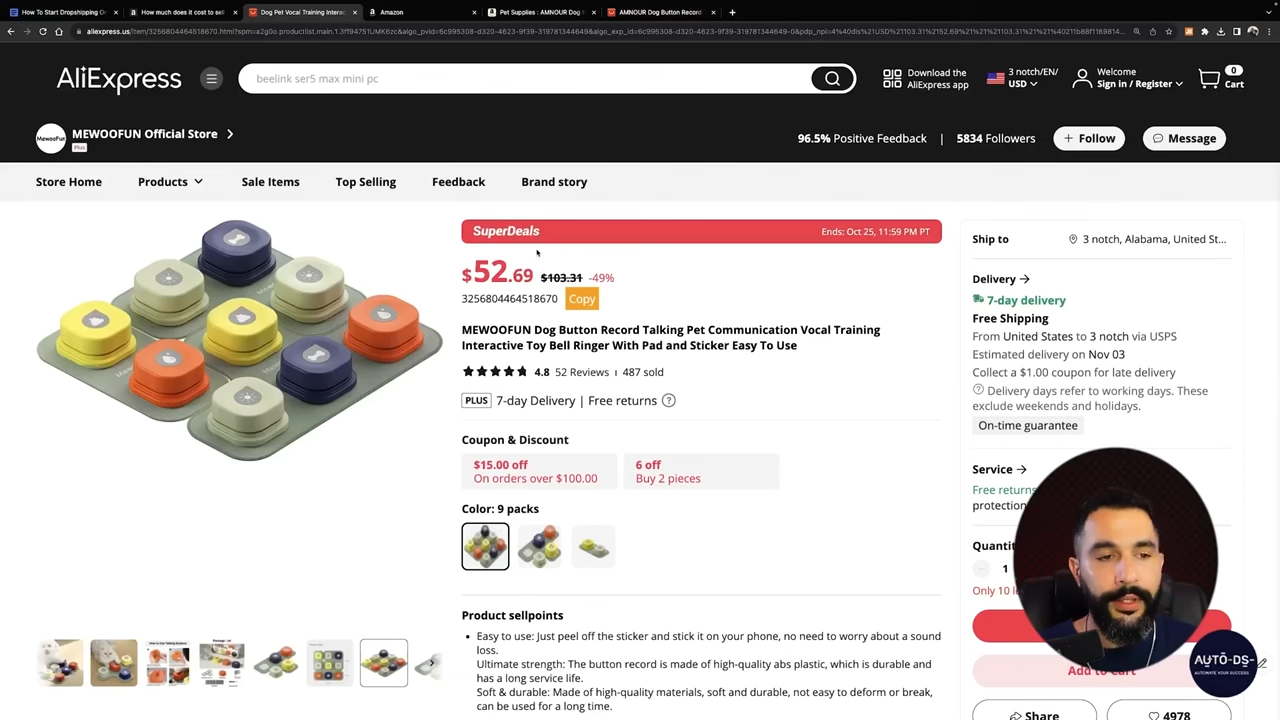 How To Start Dropshipping O
How much does it cost to sell
Dog Pet Vocal Training Interac
Amazon
Pet Supplies : AMNOUR Dog
AMNOUR Dog Button Record
AliExpress
beelink ser5 max mini pc
Download the
AliExpress app
3 notch/EN/
USD
Welcome
Sign in / Register
0
Cart
MewooFun
MEWOOFUN Official Store
Plus
96.5% Positive Feedback | 5834 Followers
+ Follow
Message
Store Home
Products
Sale Items
Top Selling
Feedback
Brand story
SuperDeals
Ends: Oct 25, 11:59 PM PT
$52.69 $103.31 -49%
3256804464518670 Copy
MEWOOFUN Dog Button Record Talking Pet Communication Vocal Training
Interactive Toy Bell Ringer With Pad and Sticker Easy To Use
4.8 52 Reviews 487 sold
PLUS 7-day Delivery | Free returns
Coupon & Discount
$15.00 off
On orders over $100.00
6 off
Buy 2 pieces
Color: 9 packs
Product sellpoints
Easy to use: Just peel off the sticker and stick it on your phone, no need to worry about a sound
loss.
Ultimate strength: The button record is made of high-quality abs plastic, which is durable and
has a long service life.
Soft & durable: Made of high-quality materials, soft and durable, not easy to deform or break,
can be used for a long time.
Ship to
3 notch, Alabama, United St...
Delivery
7-day delivery
Free Shipping
From United States to 3 notch via USPS
Estimated delivery on Nov 03
Collect a $1.00 coupon for late delivery
Delivery days refer to working days. These
exclude weekends and holidays.
On-time guarantee
Service
Free returns
protection
Quantit
1
Only 10 le
Add to Cart
Share
4978
AUTO-DS-
AUTOMATE YOUR SUCCESS